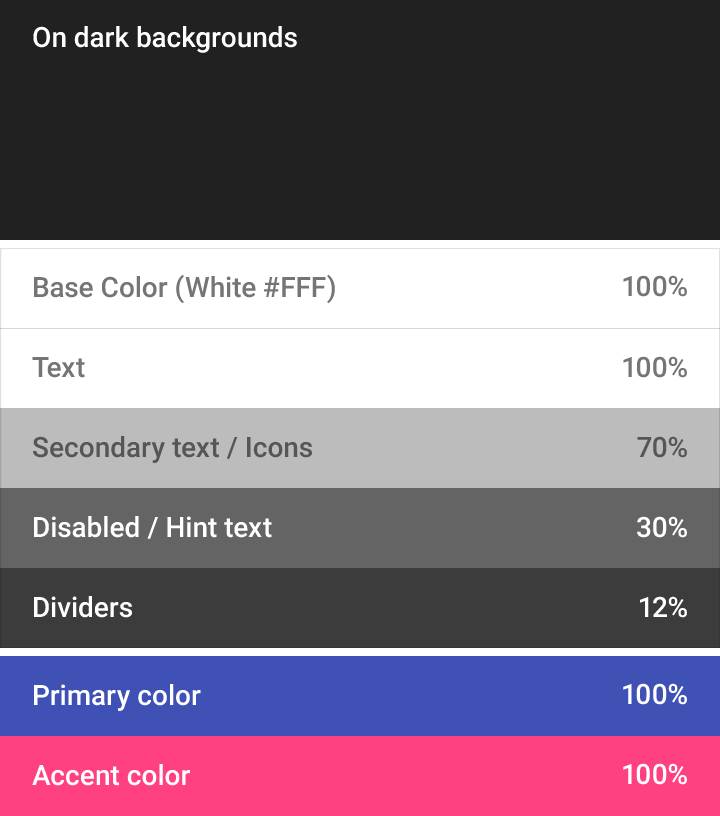 On dark backgrounds
Base Color (White #FFF) 100%
Text 100%
Secondary text / Icons 70%
Disabled / Hint text 30%
Dividers 12%
Primary color 100%
Accent color 100%